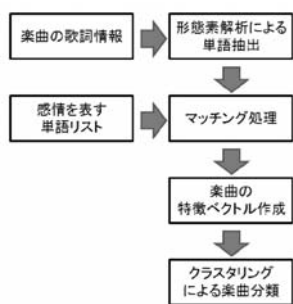 楽曲の歌詞情報
形態素解析による
単語抽出
感情を表す
単語リスト
マッチング処理
楽曲の
特徴ベクトル作成
クラスタリング
による楽曲分類